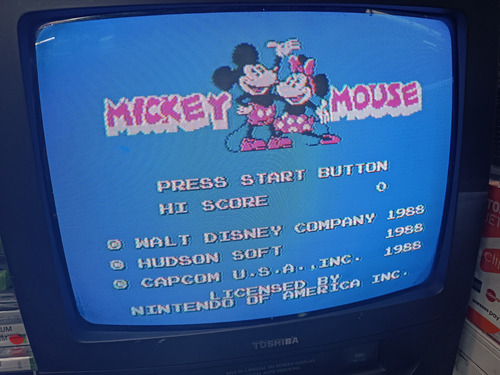 MICKEY MOUSE
PRESS START BUTTON
HI SCORE 0
© WALT DISNEY COMPANY 1988
© HUDSON SOFT 1988
© CAPCOM U.S.A., INC. 1988
LICENSED BY
NINTENDO OF AMERICA INC.
TOSHIBA